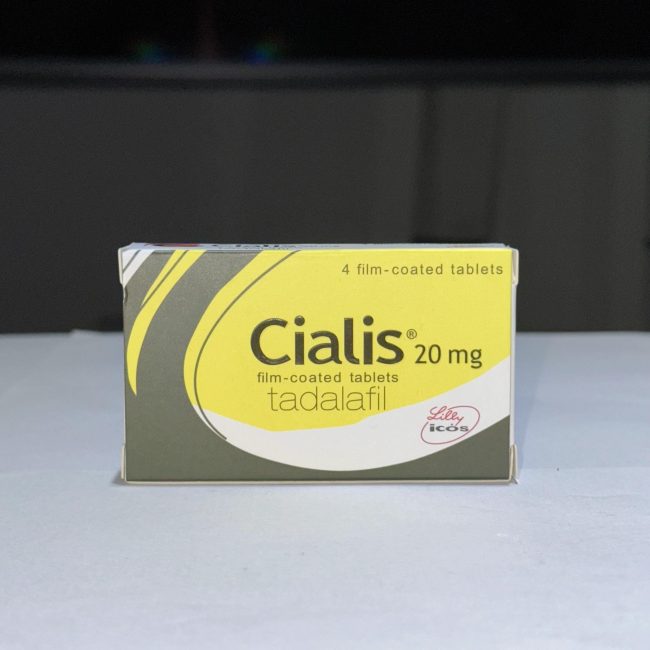 4 film-coated tablets
Cialis® 20 mg
film-coated tablets
tadalafil
Lilly
icos